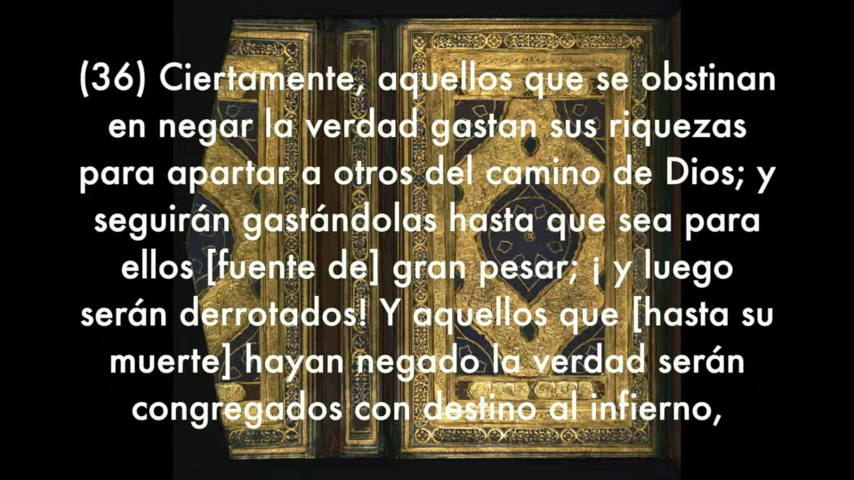 (36) Ciertamente, aquellos que se obstinan
en negar la verdad gastan sus riquezas
para apartar a otros del camino de Dios; y
seguirán gastándolas hasta que sea para
ellos [fuente de] gran pesar; ¡ y luego
serán derrotados! Y aquellos que [hasta su
muerte] hayan negado la verdad serán
congregados con destino al infierno,